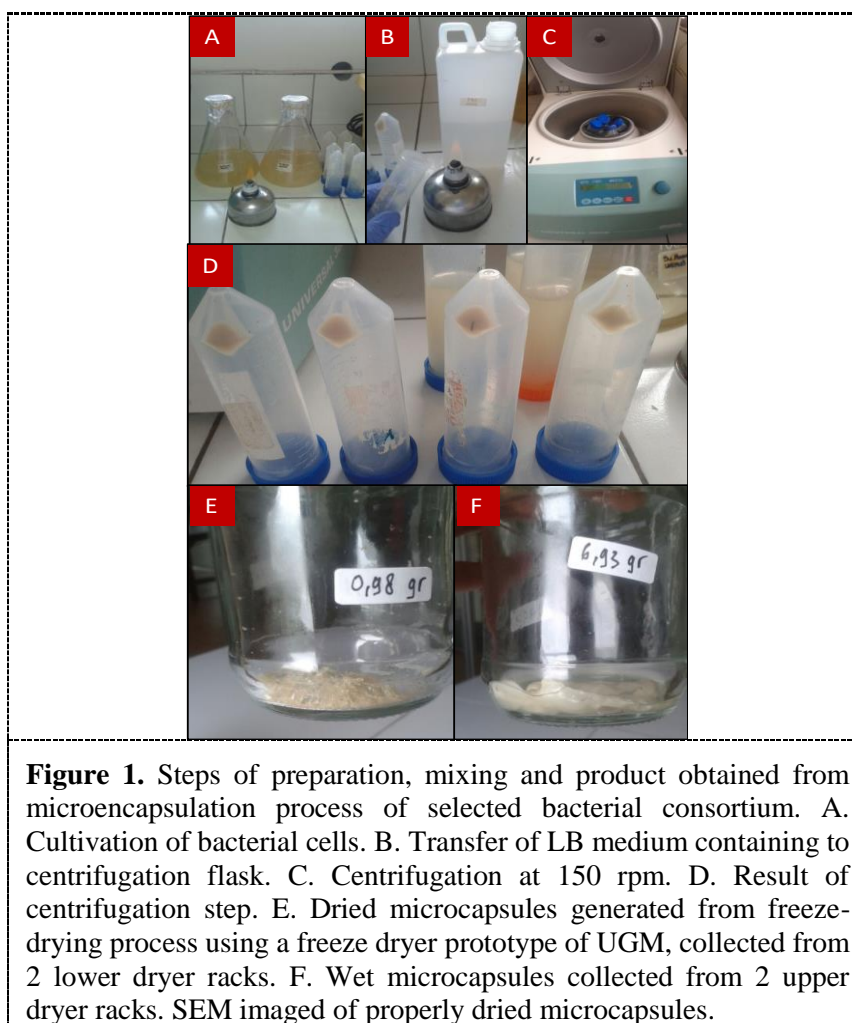 A
B
C
D
UNIVERSAL
E
0,98 gr
F
6,93 gr
Figure 1. Steps of preparation, mixing and product obtained from
microencapsulation process of selected bacterial consortium. A.
Cultivation of bacterial cells. B. Transfer of LB medium containing to
centrifugation flask. C. Centrifugation at 150 rpm. D. Result of
centrifugation step. E. Dried microcapsules generated from freeze-
drying process using a freeze dryer prototype of UGM, collected from
2 lower dryer racks. F. Wet microcapsules collected from 2 upper
dryer racks. SEM imaged of properly dried microcapsules.